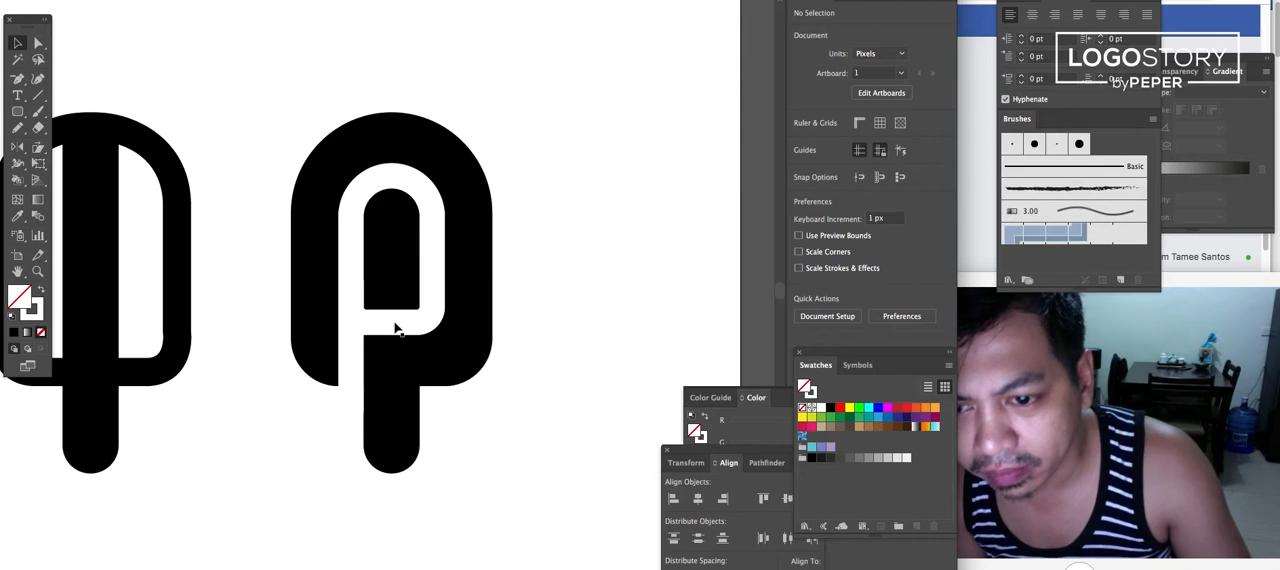 No Selection
Document
Units: Pixels
Artboard: 1
Edit Artboards
Ruler & Grids
Guides
Snap Options
Preferences
Keyboard Increment: 1 px
Use Preview Bounds
Scale Corners
Scale Strokes & Effects
Quick Actions
Document Setup
Preferences
0 pt
0 pt
0 pt
0 pt
Hyphenate
LOGOSTORY
byPEPER
Gradient
Brushes
Basic
3.00
m Tamee Santos
Swatches
Symbols
Color Guide
Color
R
G
Transform
Align
Pathfinder
Align Objects:
Distribute Objects:
Distribute Spacing:
Align To: